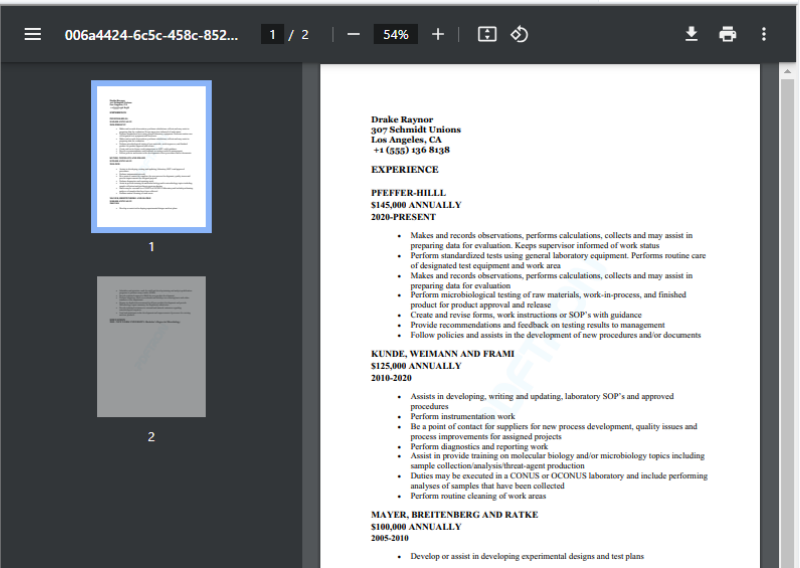 006a4424-6c5c-458c-852...
1 / 2
54%
Drake Raynor
307 Schmidt Unions
Los Angeles, CA
+1 (555) 136 8138
EXPERIENCE
PFEFFER-HILLL
$145,000 ANNUALLY
2020-PRESENT
• Makes and records observations, performs calculations, collects and may assist in
preparing data for evaluation. Keeps supervisor informed of work status
• Perform standardized tests using general laboratory equipment. Performs routine care
of designated test equipment and work area
• Makes and records observations, performs calculations, collects and may assist in
preparing data for evaluation
• Perform microbiological testing of raw materials, work-in-process, and finished
product for product approval and release
• Create and revise forms, work instructions or SOP's with guidance
• Provide recommendations and feedback on testing results to management
• Follow policies and assists in the development of new procedures and/or documents
KUNDE, WEIMANN AND FRAMI
$125,000 ANNUALLY
2010-2020
• Assists in developing, writing and updating, laboratory SOP's and approved
procedures
• Perform instrumentation work
• Be a point of contact for suppliers for new process development, quality issues and
process improvements for assigned projects
• Perform diagnostics and reporting work
• Assist in provide training on molecular biology and/or microbiology topics including
sample collection/analysis/threat-agent production
• Duties may be executed in a CONUS or OCONUS laboratory and include performing
analyses of samples that have been collected
• Perform routine cleaning of work areas
MAYER, BREITENBERG AND RATKE
$100,000 ANNUALLY
2005-2010
• Develop or assist in developing experimental designs and test plans
1
2